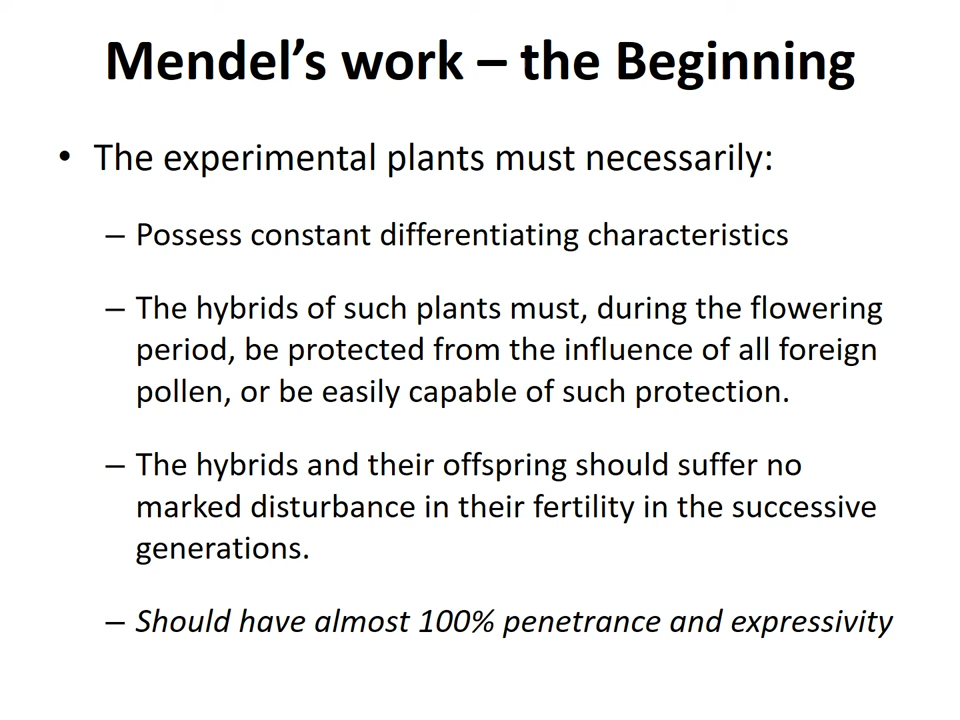 Mendel’s work – the Beginning
• The experimental plants must necessarily:
– Possess constant differentiating characteristics
– The hybrids of such plants must, during the flowering
period, be protected from the influence of all foreign
pollen, or be easily capable of such protection.
– The hybrids and their offspring should suffer no
marked disturbance in their fertility in the successive
generations.
– Should have almost 100% penetrance and expressivity